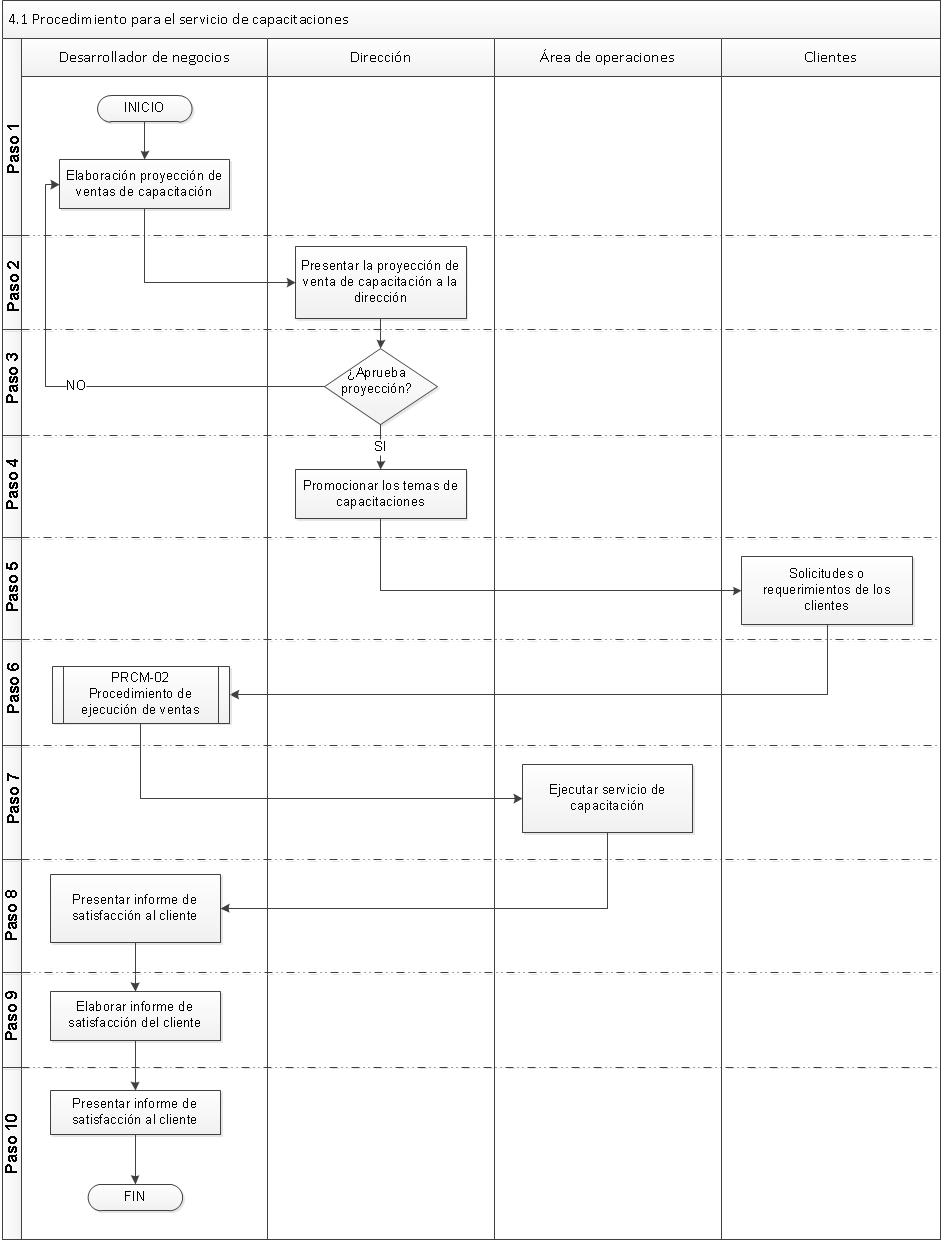 4.1 Procedimiento para el servicio de capacitaciones
Desarrollador de negocios
Dirección
Área de operaciones
Clientes
Paso 1
INICIO
Elaboración proyección de
ventas de capacitación
Paso 2
Presentar la proyección de
venta de capacitación a la
dirección
Paso 3
¿Aprueba
proyección?
NO
SI
Paso 4
Promocionar los temas de
capacitaciones
Paso 5
Solicitudes o
requerimientos de los
clientes
Paso 6
PRCM-02
Procedimiento de
ejecución de ventas
Paso 7
Ejecutar servicio de
capacitación
Paso 8
Presentar informe de
satisfacción al cliente
Paso 9
Elaborar informe de
satisfacción del cliente
Paso 10
Presentar informe de
satisfacción al cliente
FIN